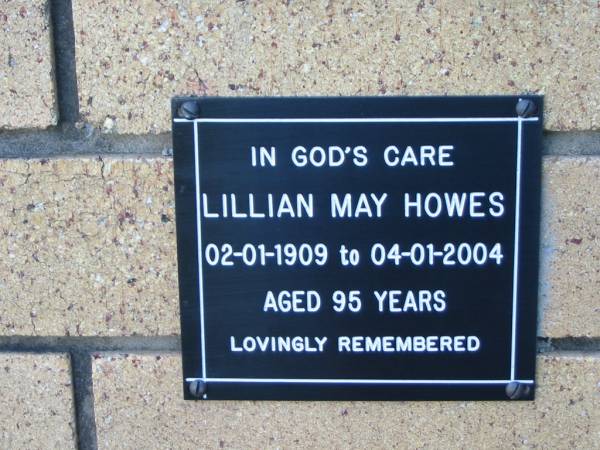 IN GOD'S CARE
LILLIAN MAY HOWES
02-01-1909 to 04-01-2004
AGED 95 YEARS
LOVINGLY REMEMBERED